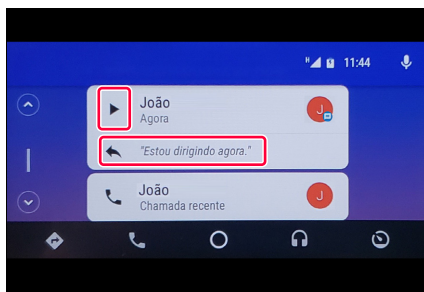 H 11:44
João
Agora
J
"Estou dirigindo agora."
João
Chamada recente
J